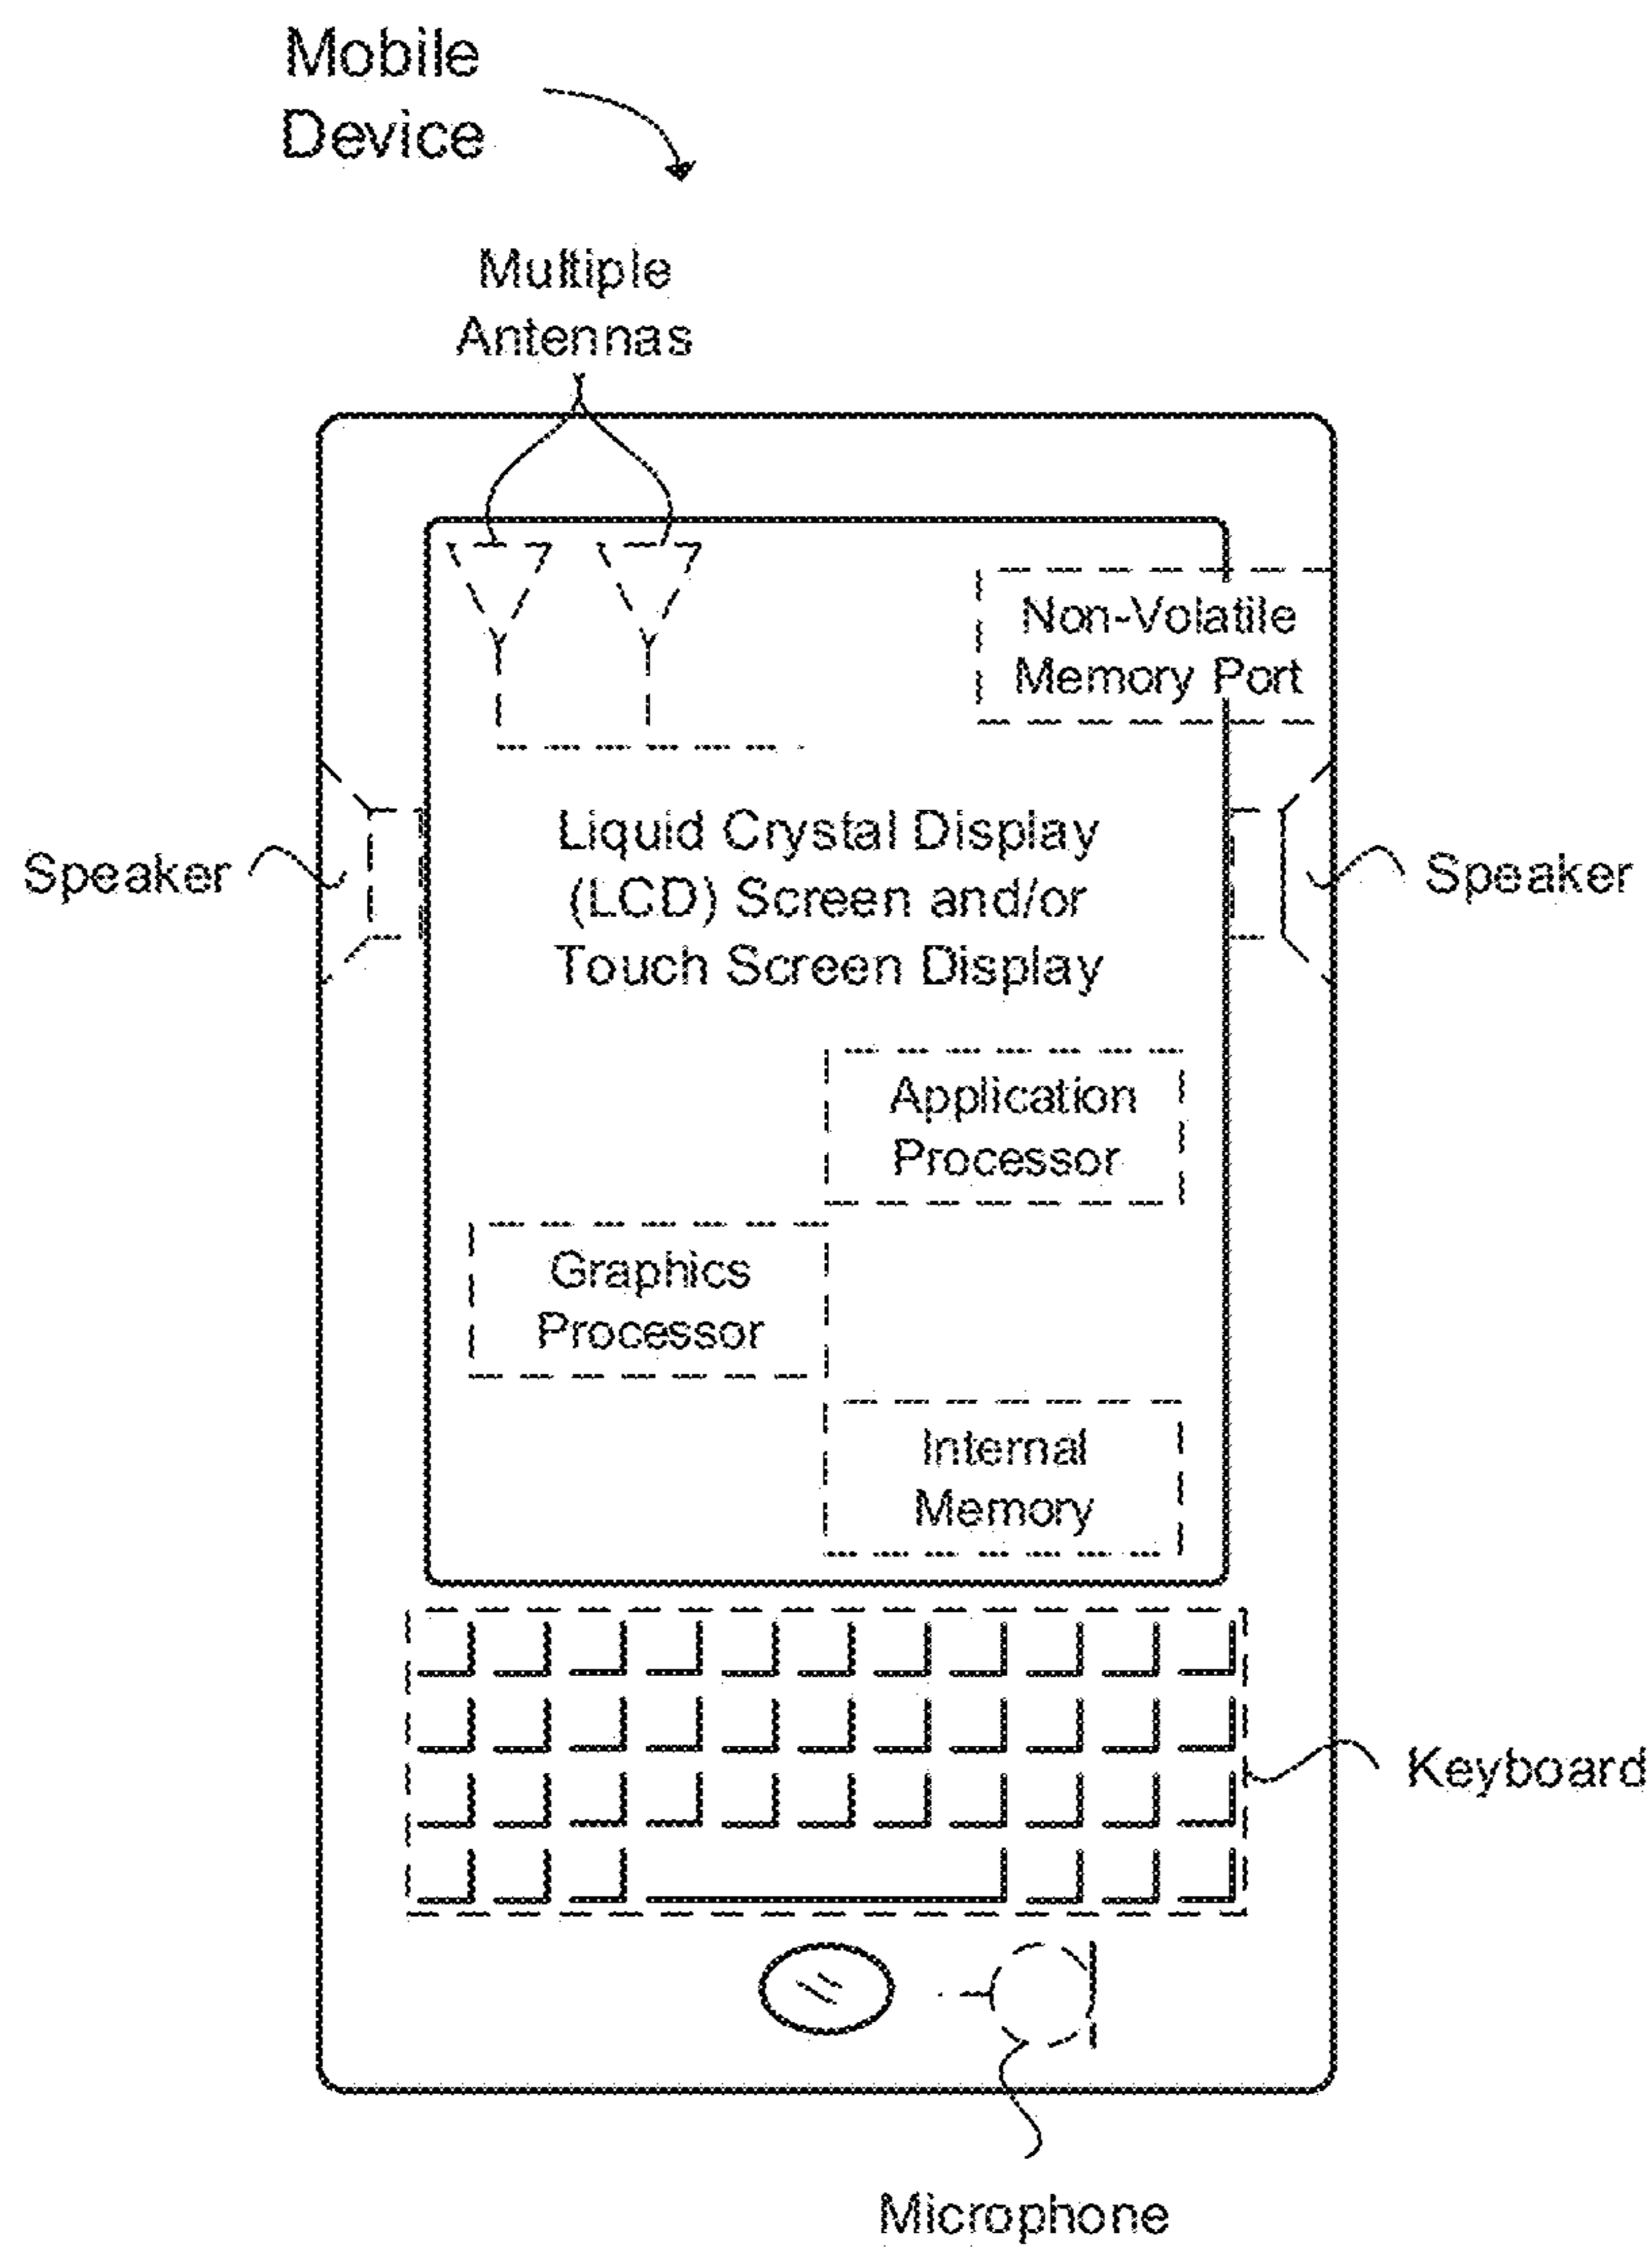 Mobile
Device
Multiple
Antennas
Non-Volatile
Memory Port
Liquid Crystal Display
(LCD) Screen and/or
Touch Screen Display
Speaker
Speaker
Application
Processor
Graphics
Processor
Internal
Memory
Keyboard
Microphone